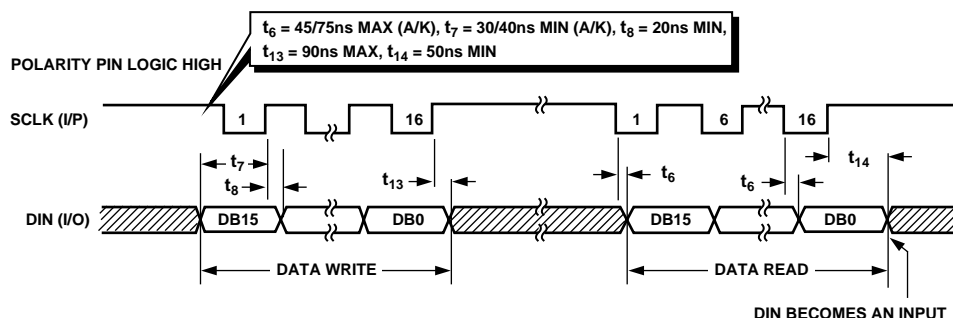 t6 = 45/75ns MAX (A/K), t7 = 30/40ns MIN (A/K), t8 = 20ns MIN,
t13 = 90ns MAX, t14 = 50ns MIN
POLARITY PIN LOGIC HIGH
SCLK (I/P)
1
16
1
6
16
t7
t8
t13
t6
t6
t14
DIN (I/O)
DB15
DB0
DB15
DB0
DATA WRITE
DATA READ
DIN BECOMES AN INPUT